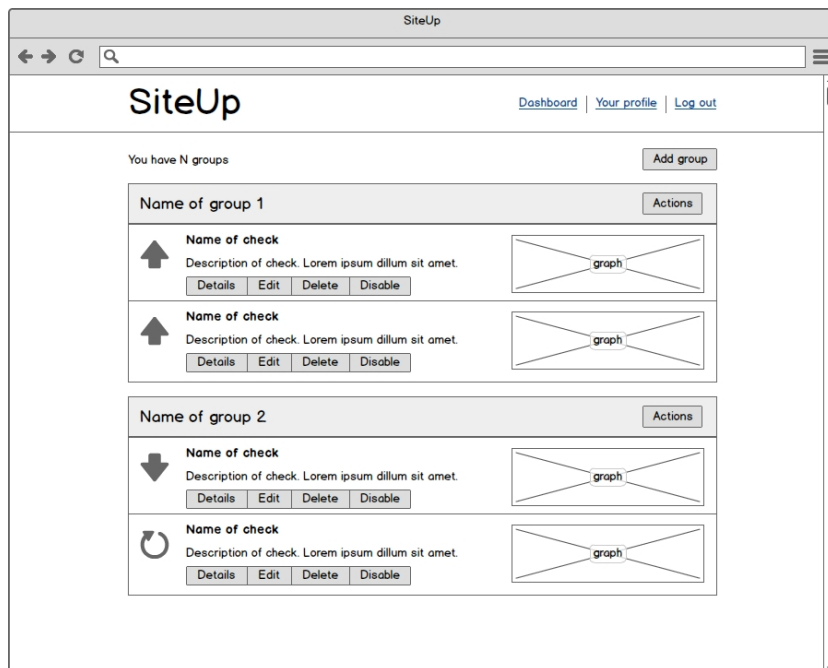 SiteUp
SiteUp
Dashboard Your profile Log out
You have N groups Add group
Name of group 1 Actions
Name of check
Description of check. Lorem ipsum dillum sit amet.
graph
Details Edit Delete Disable
Name of check
Description of check. Lorem ipsum dillum sit amet.
graph
Details Edit Delete Disable
Name of group 2 Actions
Name of check
Description of check. Lorem ipsum dillum sit amet.
graph
Details Edit Delete Disable
Name of check
Description of check. Lorem ipsum dillum sit amet.
graph
Details Edit Delete Disable